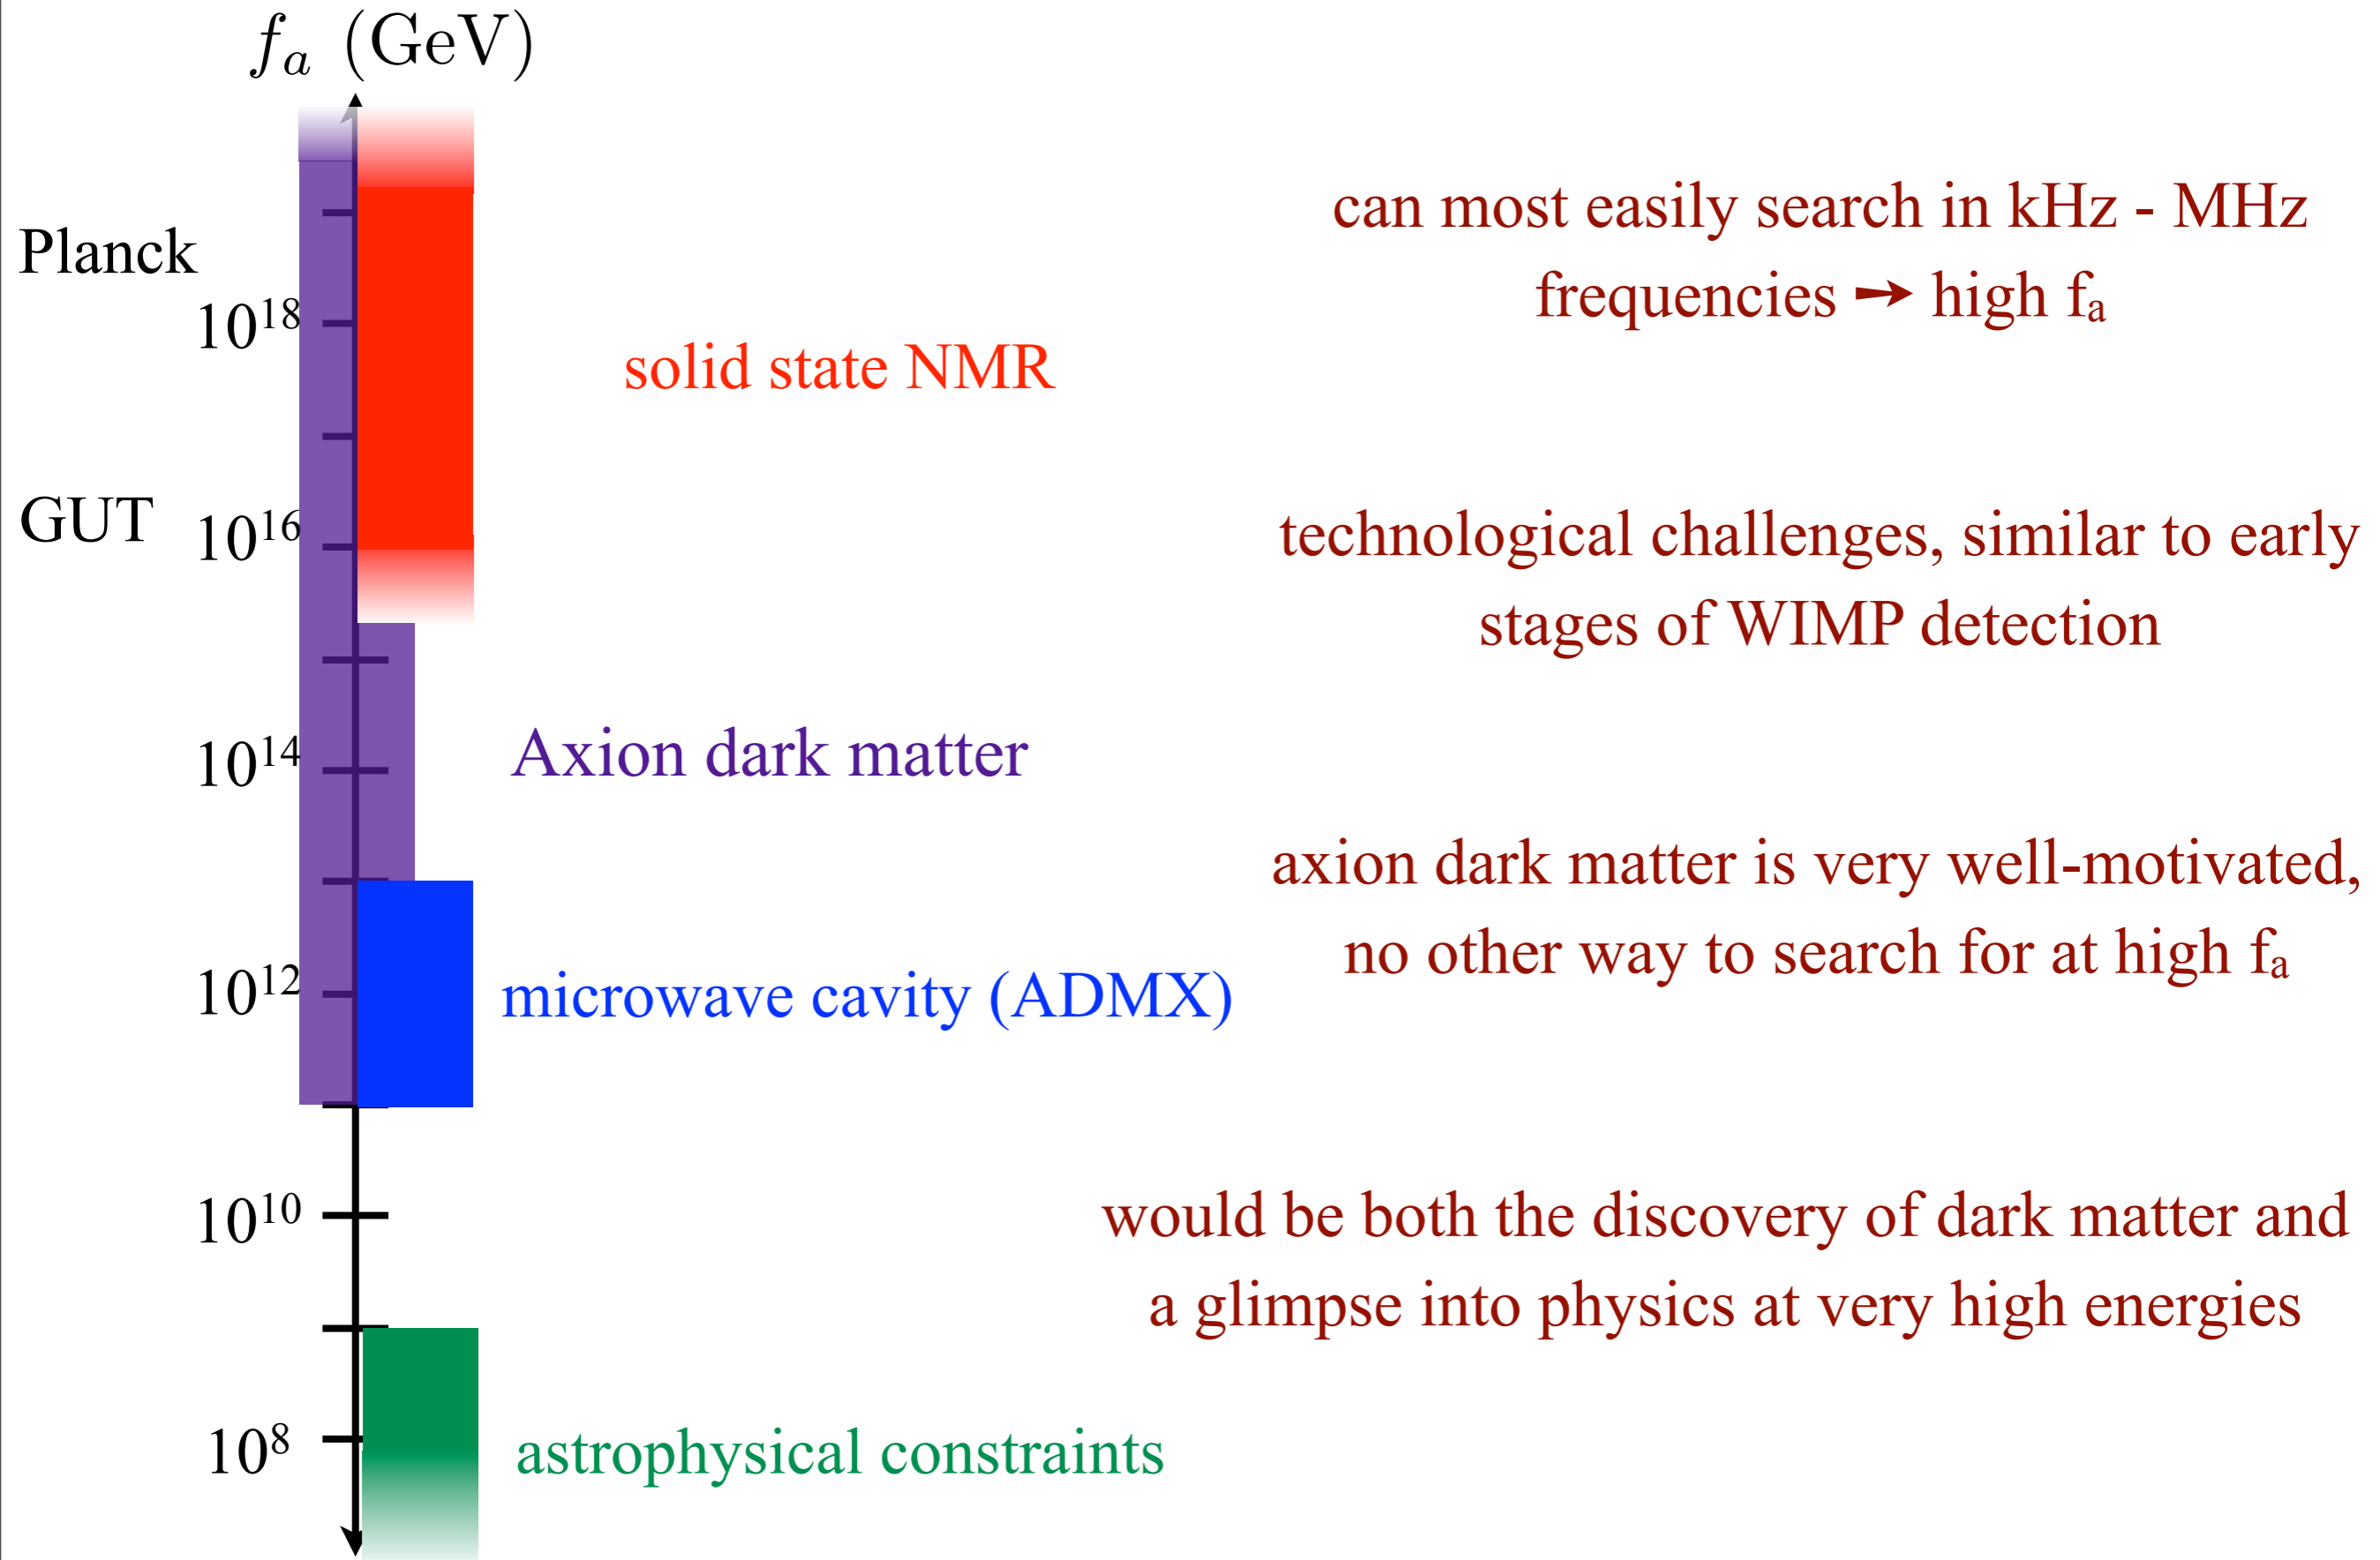 fₐ (GeV)
Planck
10¹⁸
GUT
10¹⁶
10¹⁴
10¹²
10¹⁰
10⁸
solid state NMR
Axion dark matter
microwave cavity (ADMX)
astrophysical constraints
can most easily search in kHz - MHz
frequencies → high fₐ
technological challenges, similar to early
stages of WIMP detection
axion dark matter is very well-motivated,
no other way to search for at high fₐ
would be both the discovery of dark matter and
a glimpse into physics at very high energies